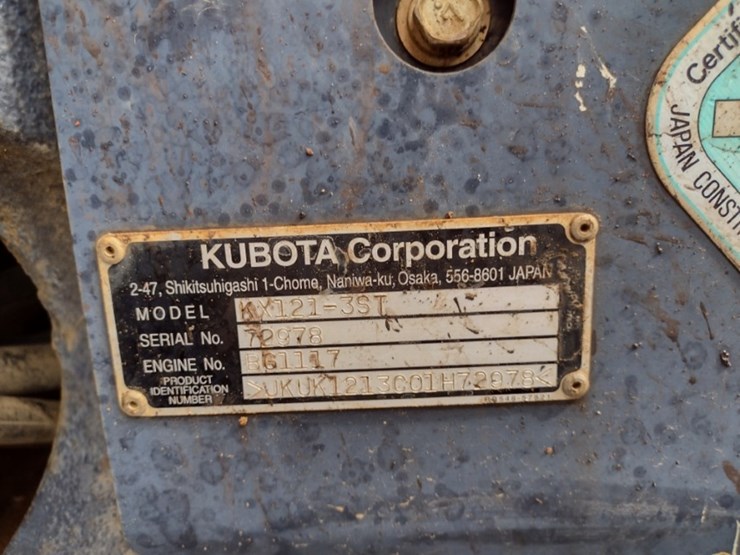 Certifi
JAPAN CONST
KUBOTA Corporation
2-47, Shikitsuhigashi 1-Chome, Naniwa-ku, Osaka, 556-8601 JAPAN
MODEL KX121-3ST
SERIAL No. 72978
ENGINE No.
PRODUCT IDENTIFICATION NUMBER >UKUK1213C01H72978<